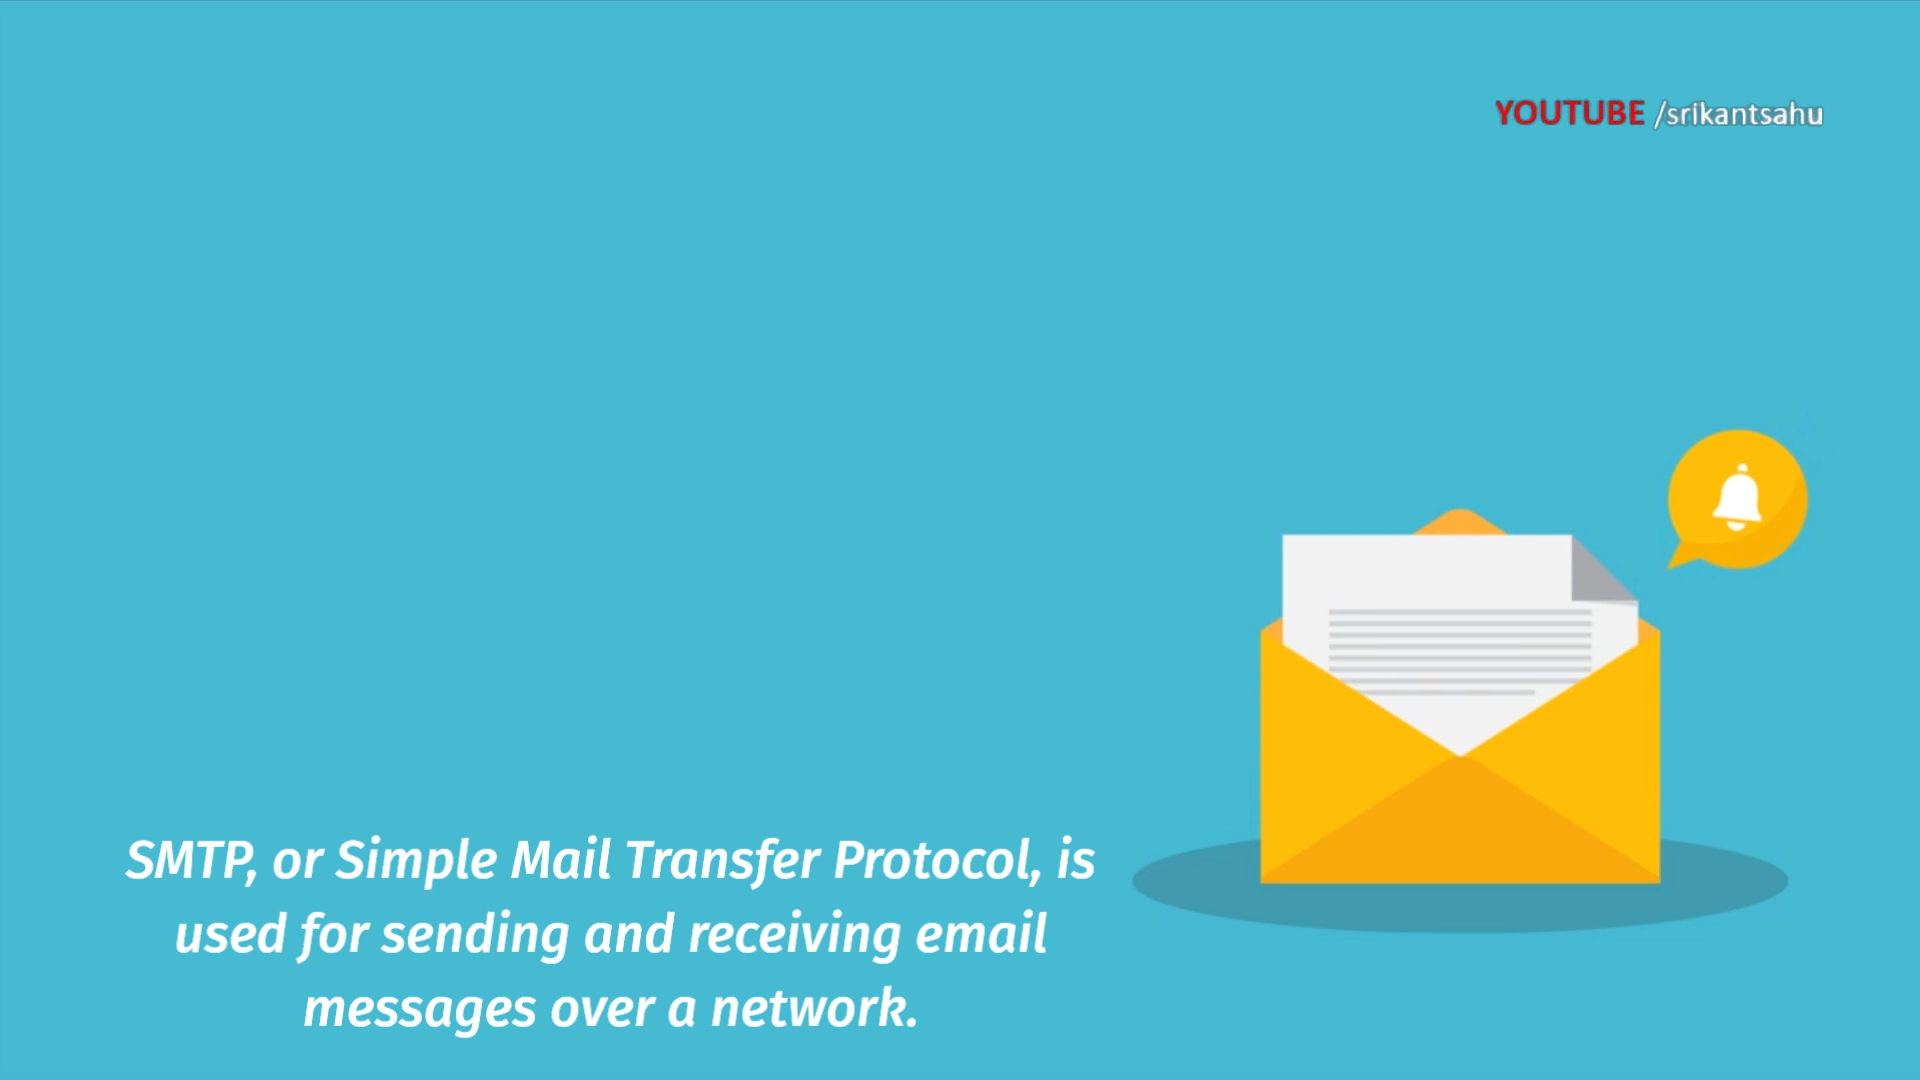 YOUTUBE /srikantsahu
SMTP, or Simple Mail Transfer Protocol, is
used for sending and receiving email
messages over a network.